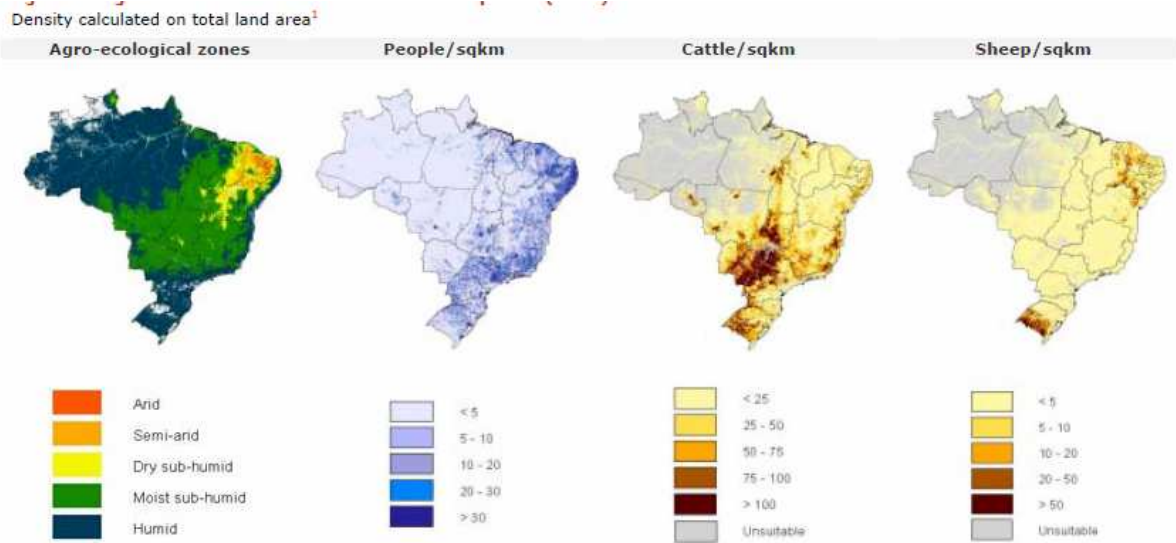 Density calculated on total land area¹
Agro-ecological zones
People/sqkm
Cattle/sqkm
Sheep/sqkm
Arid
Semi-arid
Dry sub-humid
Moist sub-humid
Humid
< 5
5 - 10
10 - 20
20 - 30
> 30
< 25
25 - 50
50 - 75
75 - 100
> 100
Unsuitable
< 5
5 - 10
10 - 20
20 - 50
> 50
Unsuitable